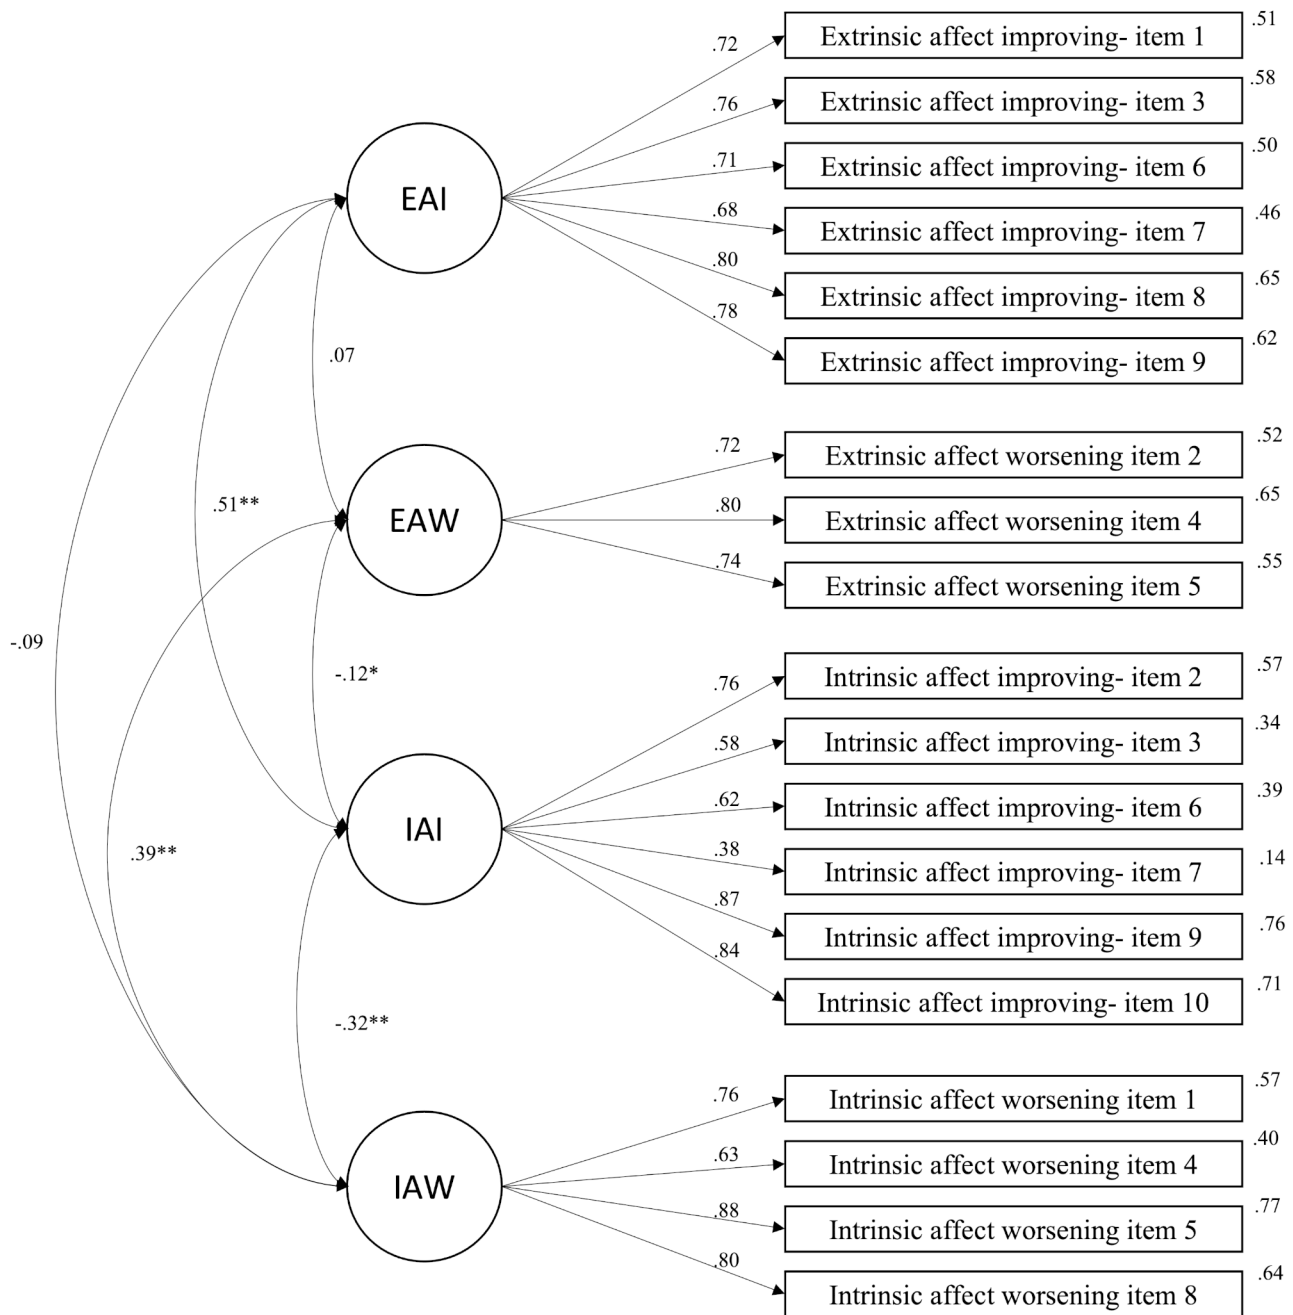 .72
Extrinsic affect improving- item 1
.51
.76
Extrinsic affect improving- item 3
.58
.71
Extrinsic affect improving- item 6
.50
EAI
.68
Extrinsic affect improving- item 7
.46
.80
Extrinsic affect improving- item 8
.65
.78
Extrinsic affect improving- item 9
.62
.07
.72
Extrinsic affect worsening item 2
.52
.51**
EAW
.80
Extrinsic affect worsening item 4
.65
.74
Extrinsic affect worsening item 5
.55
-.09
-.12*
.76
Intrinsic affect improving- item 2
.57
.58
Intrinsic affect improving- item 3
.34
.62
Intrinsic affect improving- item 6
.39
IAI
.39**
.38
Intrinsic affect improving- item 7
.14
.87
Intrinsic affect improving- item 9
.76
.84
Intrinsic affect improving- item 10
.71
-.32**
.76
Intrinsic affect worsening item 1
.57
.63
Intrinsic affect worsening item 4
.40
IAW
.88
Intrinsic affect worsening item 5
.77
.80
Intrinsic affect worsening item 8
.64